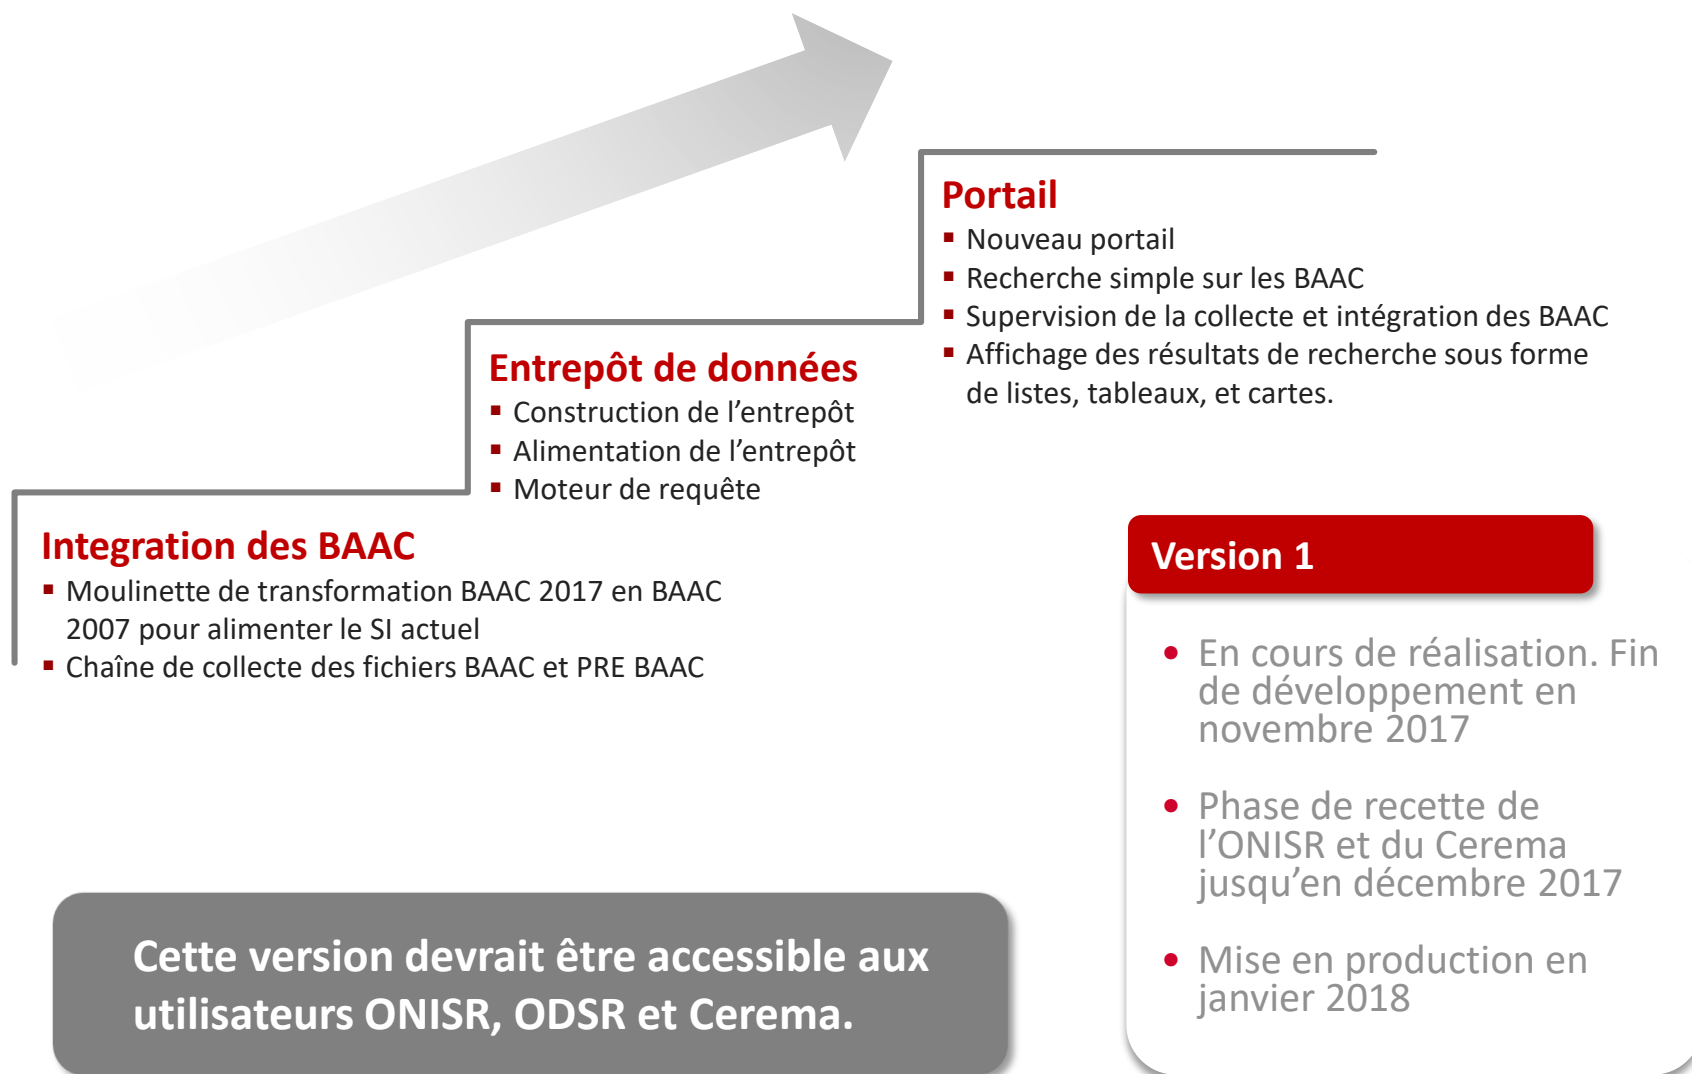 Portail
▪ Nouveau portail
▪ Recherche simple sur les BAAC
▪ Supervision de la collecte et intégration des BAAC
▪ Affichage des résultats de recherche sous forme
de listes, tableaux, et cartes.
Entrepôt de données
▪ Construction de l’entrepôt
▪ Alimentation de l’entrepôt
▪ Moteur de requête
Integration des BAAC
▪ Moulinette de transformation BAAC 2017 en BAAC
2007 pour alimenter le SI actuel
▪ Chaîne de collecte des fichiers BAAC et PRE BAAC
Version 1
• En cours de réalisation. Fin
de développement en
novembre 2017
• Phase de recette de
l’ONISR et du Cerema
jusqu’en décembre 2017
• Mise en production en
janvier 2018
Cette version devrait être accessible aux
utilisateurs ONISR, ODSR et Cerema.